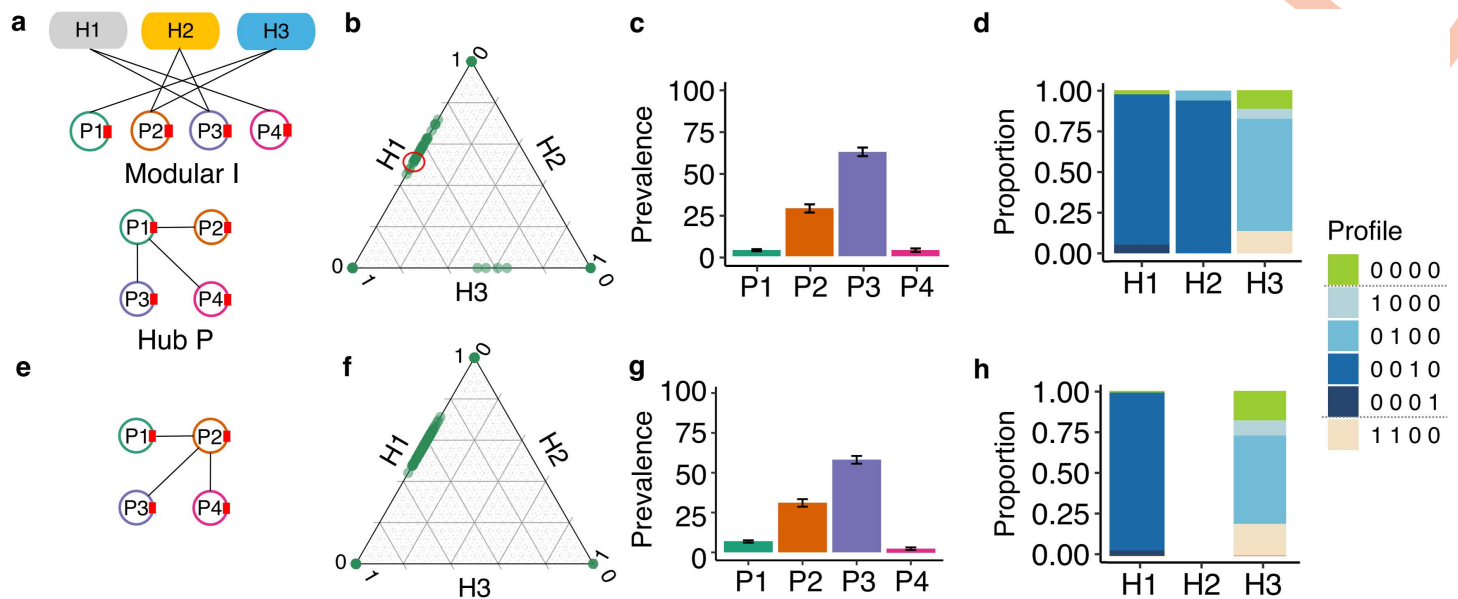 a
H1 H2 H3
P1 P2 P3 P4
Modular I
P1 P2
P3 P4
Hub P
b
1 0
H1 H2
0 1
1 H3 0
c
Prevalence
100
75
50
25
0
P1 P2 P3 P4
d
Proportion
1.00
0.75
0.50
0.25
0.00
H1 H2 H3
e
P1 P2
P3 P4
f
1 0
H1 H2
0 1
1 H3 0
g
Prevalence
100
75
50
25
0
P1 P2 P3 P4
h
Proportion
1.00
0.75
0.50
0.25
0.00
H1 H2 H3
Profile
0 0 0 0
1 0 0 0
0 1 0 0
0 0 1 0
0 0 0 1
1 1 0 0